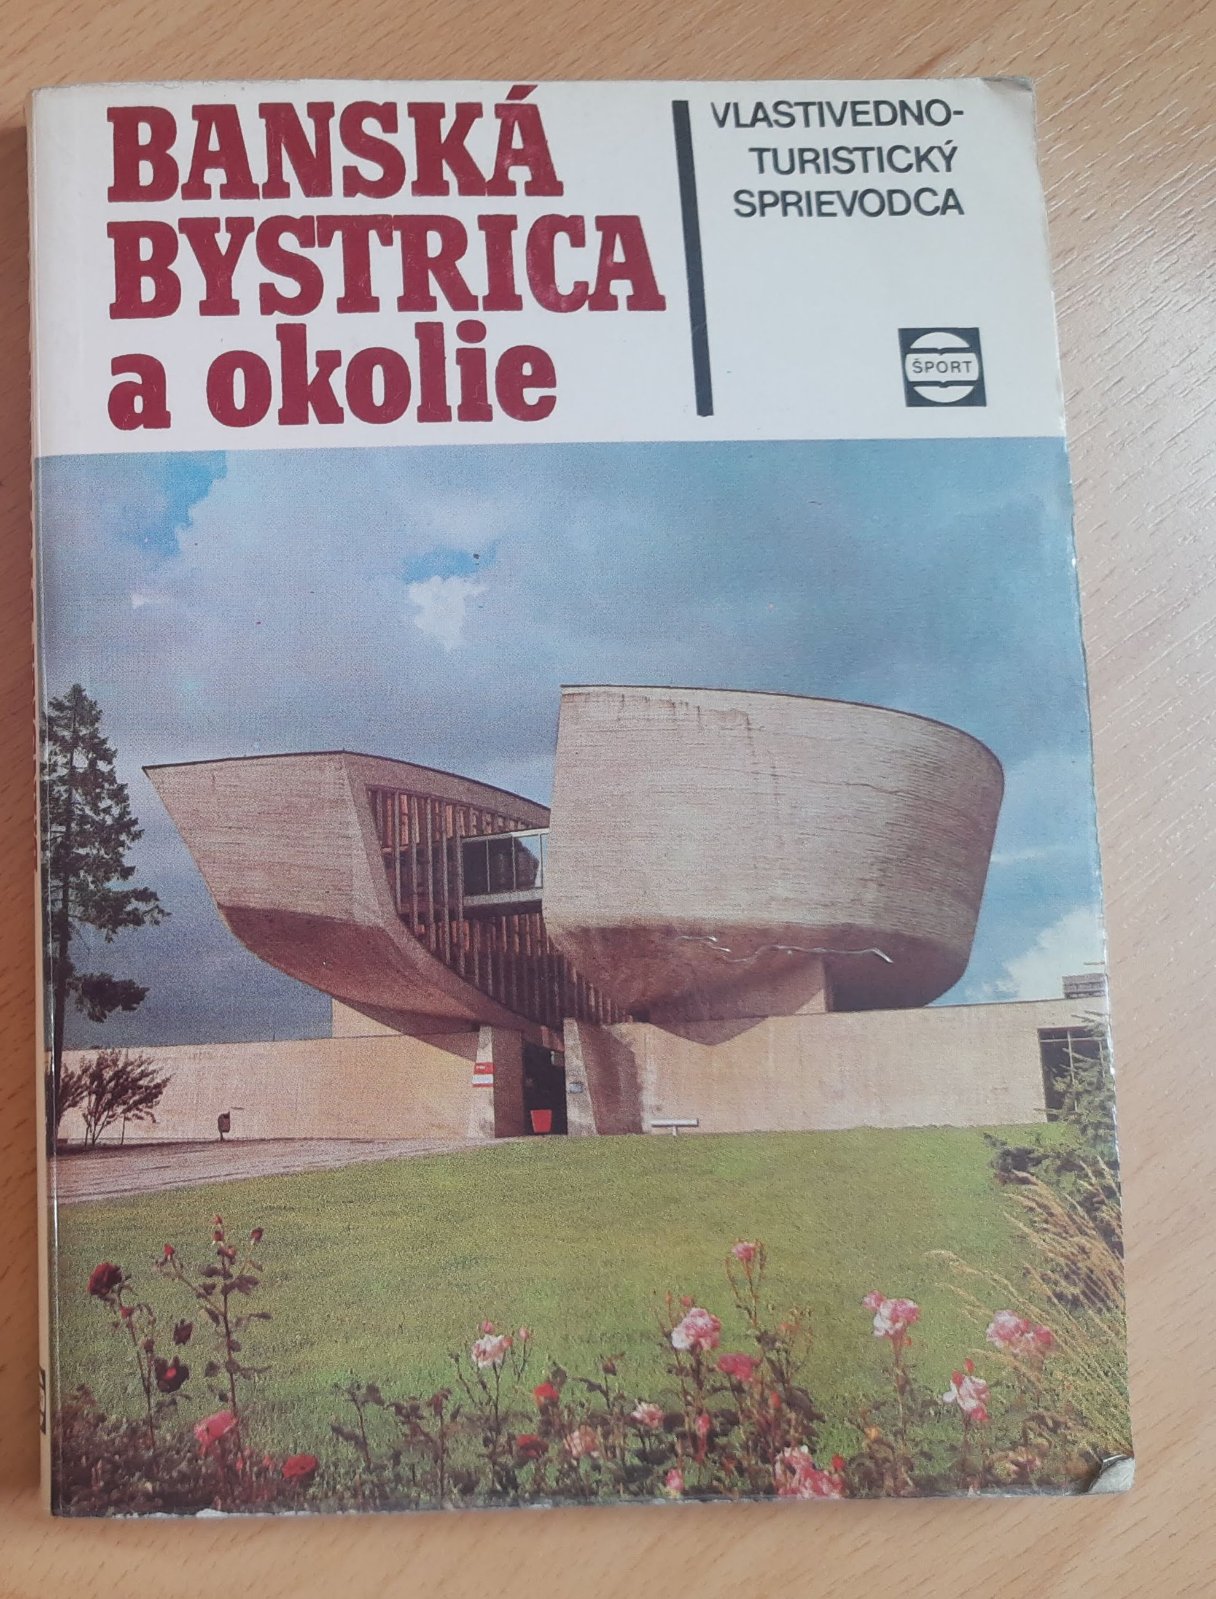 BANSKÁ
BYSTRICA
a okolie
VLASTIVEDNO-
TURISTICKÝ
SPRIEVODCA
ŠPORT